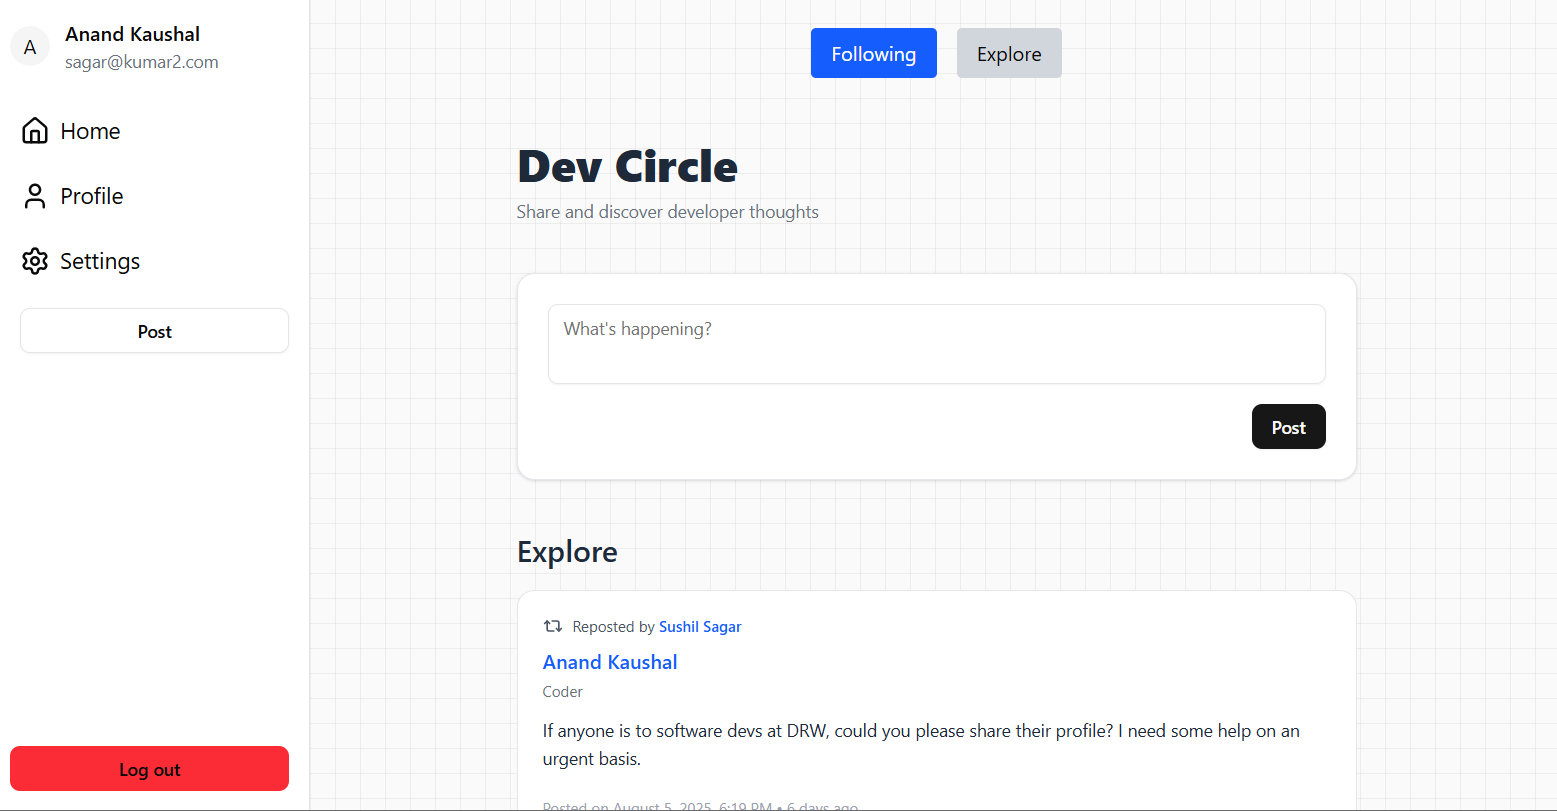 A
Anand Kaushal
sagar@kumar2.com
Home
Profile
Settings
Post
Log out
Following
Explore
Dev Circle
Share and discover developer thoughts
What's happening?
Post
Explore
Reposted by Sushil Sagar
Anand Kaushal
Coder
If anyone is to software devs at DRW, could you please share their profile? I need some help on an
urgent basis.
Posted on August 5, 2025, 6:19 PM • 6 days ago